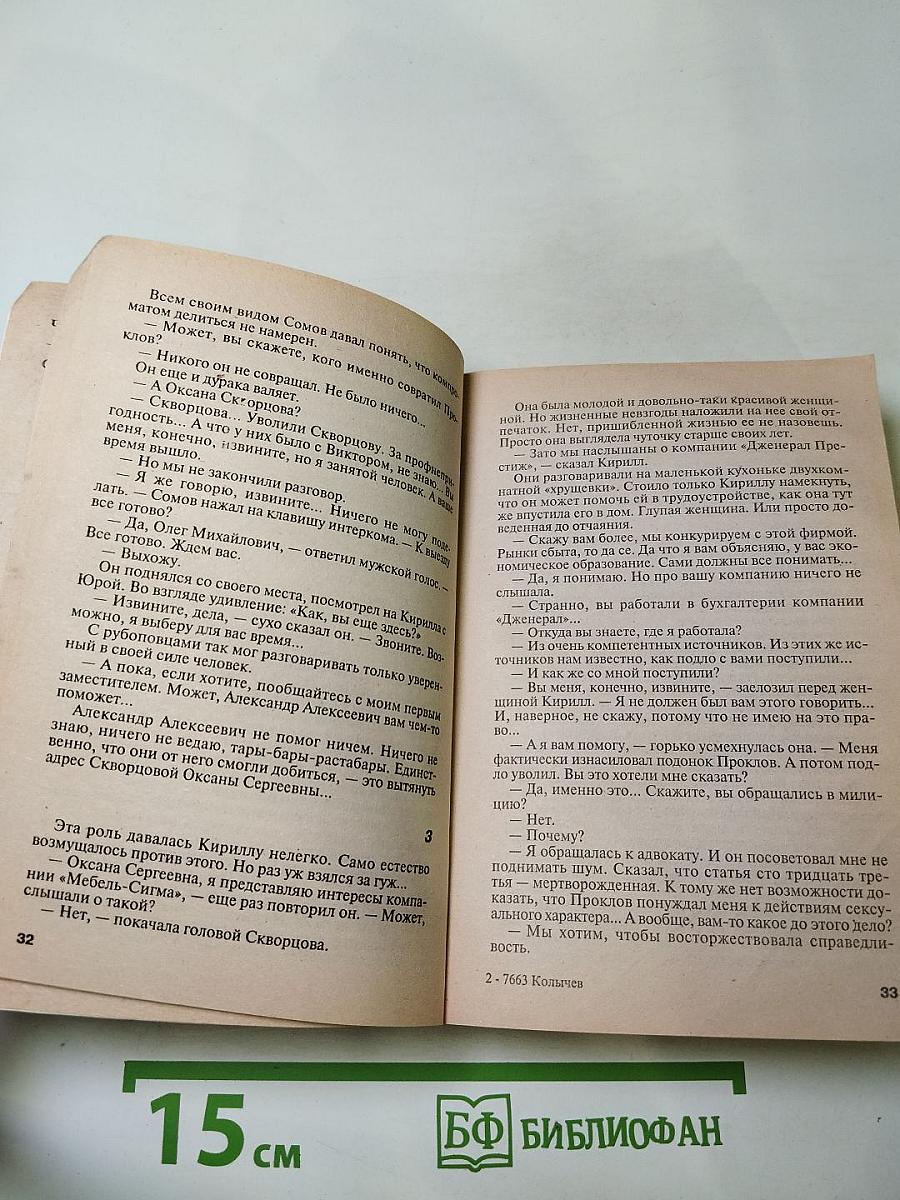 Всем своим видом Сомов давал понять, что компро-
матом делиться не намерен.
— Может, вы скажете, кого именно совратил Про-
клов?
— Никого он не совращал. Не было ничего...
Он еще и дурака валяет.
— А Оксана Скворцова?
— Скворцова... Уволили Скворцову. За профнепри-
годность... А что у них было с Виктором, не знаю... Вы
меня, конечно, извините, но я занятой человек. А ваше
время вышло.
— Но мы не закончили разговор.
— Я же говорю, извините... Ничего не могу поде-
лать. — Сомов нажал на клавишу интеркома. — К выезду
все готово?
— Да, Олег Михайлович, — ответил мужской голос. —
Все готово. Ждем вас.
— Выхожу.
Он поднялся со своего места, посмотрел на Кирилла с
Юрой. Во взгляде удивление: «Как, вы еще здесь?»
— Извините, дела, — сухо сказал он. — Звоните. Воз-
можно, я выберу для вас время...
С рубоповцами так мог разговаривать только уверен-
ный в своей силе человек.
— А пока, если хотите, пообщайтесь с моим первым
заместителем. Может, Александр Алексеевич вам чем-то
поможет...
Александр Алексеевич не помог ничем. Ничего не
знаю, ничего не ведаю, тары-бары-растабары. Единст-
венно, что они от него смогли добиться, — это вытянуть
адрес Скворцовой Оксаны Сергеевны...
3
Эта роль давалась Кириллу нелегко. Само естество
возмущалось против этого. Но раз уж взялся за гуж...
— Оксана Сергеевна, я представляю интересы компа-
нии «Мебель-Сигма», — еще раз повторил он. — Может,
слышали о такой?
— Нет, — покачала головой Скворцова.
32
Она была молодой и довольно-таки красивой женщи-
ной. Но жизненные невзгоды наложили на нее свой от-
печаток. Нет, пришибленной жизнью ее не назовешь.
Просто она выглядела чуточку старше своих лет.
— Зато мы наслышаны о компании «Дженерал Пре-
стиж», — сказал Кирилл.
Они разговаривали на маленькой кухоньке двухком-
натной «хрущевки». Стоило только Кириллу намекнуть,
что он может помочь ей в трудоустройстве, как она тут
же впустила его в дом. Глупая женщина. Или просто до-
веденная до отчаяния.
— Скажу вам более, мы конкурируем с этой фирмой.
Рынки сбыта, то да се. Да что я вам объясняю, у вас эко-
номическое образование. Сами должны все понимать...
— Да, я понимаю. Но про вашу компанию ничего не
слышала.
— Странно, вы работали в бухгалтерии компании
«Дженерал»...
— Откуда вы знаете, где я работала?
— Из очень компетентных источников. Из этих же ис-
точников нам известно, как подло с вами поступили...
— И как же со мной поступили?
— Вы меня, конечно, извините, — заелозил перед жен-
щиной Кирилл. — Я не должен был вам этого говорить...
И, наверное, не скажу, потому что не имею на это пра-
во...
— А я вам помогу, — горько усмехнулась она. — Меня
фактически изнасиловал подонок Проклов. А потом под-
ло уволил. Вы это хотели мне сказать?
— Да, именно это... Скажите, вы обращались в мили-
цию?
— Нет.
— Почему?
— Я обращалась к адвокату. И он посоветовал мне не
поднимать шум. Сказал, что статья сто тридцать тре-
тья — мертворожденная. К тому же нет возможности до-
казать, что Проклов понуждал меня к действиям сексу-
ального характера... А вообще, вам-то какое до этого дело?
— Мы хотим, чтобы восторжествовала справедли-
вость.
2 - 7663 Колычев
33
15 см
БФ БИБЛИОФАН